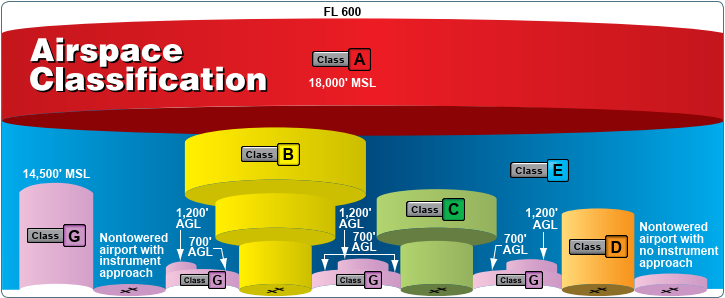 FL 600
Airspace
Classification
Class A
18,000' MSL
Class B
14,500' MSL
Class E
1,200'
AGL
1,200'
AGL
Class C
1,200'
AGL
Class G
Nontowered
airport with
instrument
approach
700'
AGL
700'
AGL
700'
AGL
Class D
Nontowered
airport with
no instrument
approach
Class G
Class G
Class G